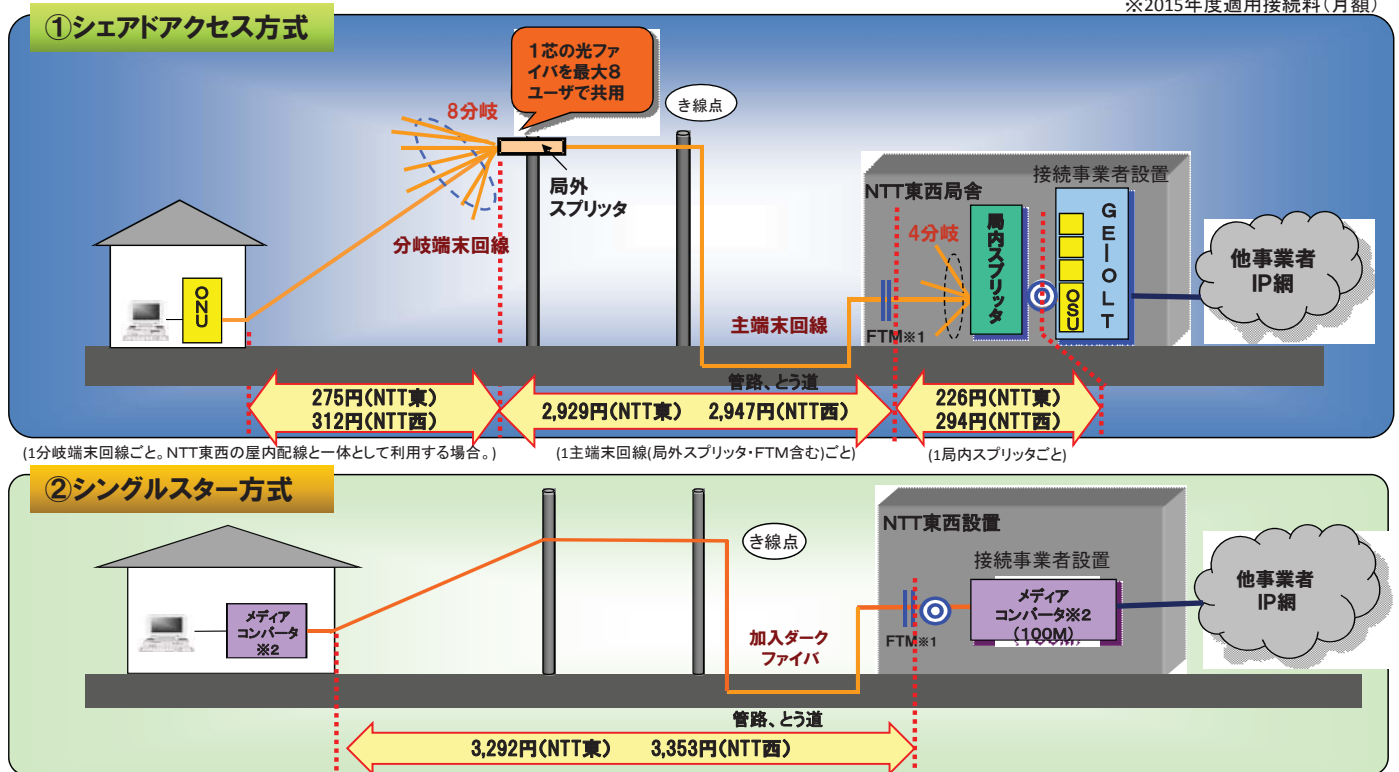 ※2015年度適用接続料(月額)
①シェアドアクセス方式
1芯の光ファ
イバを最大8
ユーザで共用
き線点
8分岐
局外
スプリッタ
分岐端末回線
ONU
主端末回線
管路、とう道
NTT東西局舎
接続事業者設置
4分岐
局内スプリッタ
GE|OLT
OSU
FTM※1
他事業者
IP網
275円(NTT東)
312円(NTT西)
2,929円(NTT東) 2,947円(NTT西)
226円(NTT東)
294円(NTT西)
(1分岐端末回線ごと。NTT東西の屋内配線と一体として利用する場合。)
(1主端末回線(局外スプリッタ・FTM含む)ごと)
(1局内スプリッタごと)
②シングルスター方式
き線点
メディア
コンバータ
※2
加入ダーク
ファイバ
管路、とう道
NTT東西設置
接続事業者設置
メディア
コンバータ※2
(100M)
FTM※1
他事業者
IP網
3,292円(NTT東) 3,353円(NTT西)